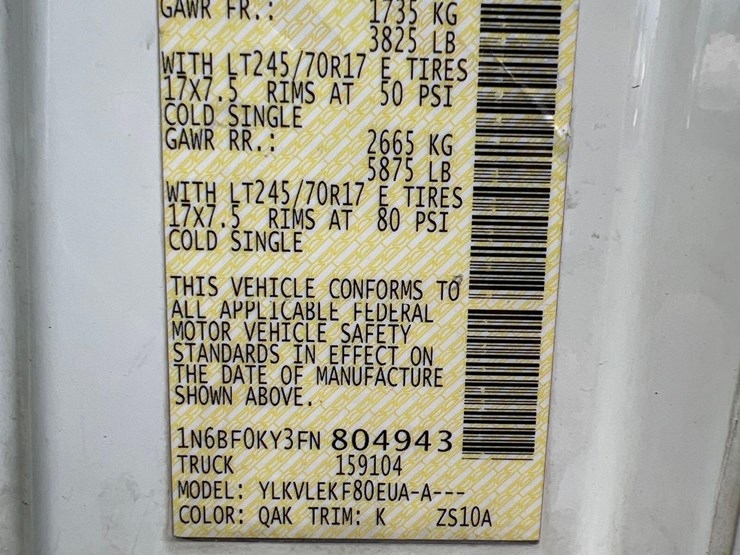 GAWR FR.: 1735 KG
3825 LB
WITH LT245/70R17 E TIRES
17X7.5 RIMS AT 50 PSI
COLD SINGLE
GAWR RR.: 2665 KG
5875 LB
WITH LT245/70R17 E TIRES
17X7.5 RIMS AT 80 PSI
COLD SINGLE
THIS VEHICLE CONFORMS TO
ALL APPLICABLE FEDERAL
MOTOR VEHICLE SAFETY
STANDARDS IN EFFECT ON
THE DATE OF MANUFACTURE
SHOWN ABOVE.
1N6BF0KY3FN 804943
TRUCK 159104
MODEL: YLKVLEKF80EUA-A---
COLOR: QAK TRIM: K ZS10A